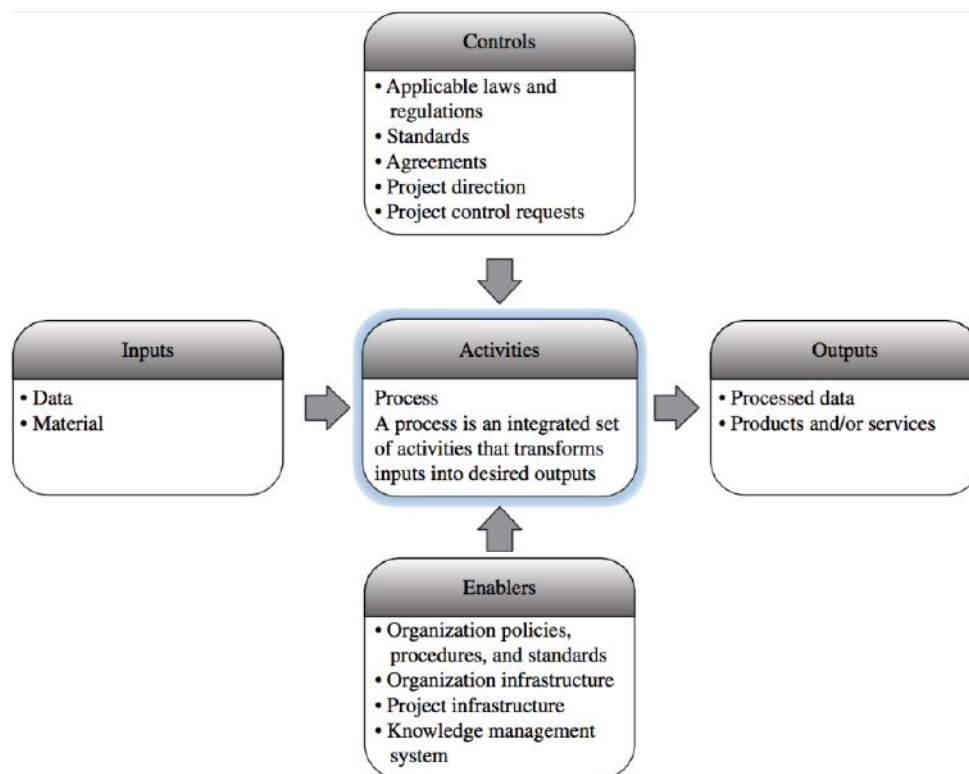 Controls
• Applicable laws and
regulations
• Standards
• Agreements
• Project direction
• Project control requests
Inputs
• Data
• Material
Activities
Process
A process is an integrated set
of activities that transforms
inputs into desired outputs
Outputs
• Processed data
• Products and/or services
Enablers
• Organization policies,
procedures, and standards
• Organization infrastructure
• Project infrastructure
• Knowledge management
system